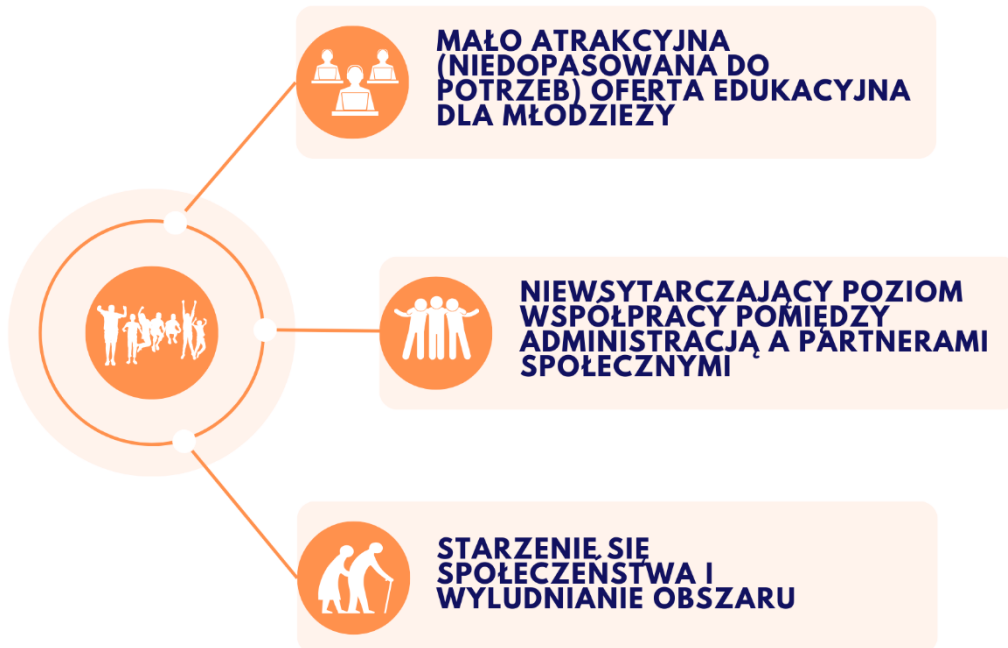 MAŁO ATRAKCYJNA
(NIEDOPASOWANA DO
POTRZEB) OFERTA EDUKACYJNA
DLA MŁODZIEŻY
NIEWSYTARCZAJĄCY POZIOM
WSPÓŁPRACY POMIĘDZY
ADMINISTRACJĄ A PARTNERAMI
SPOŁECZNYMI
STARZENIE SIĘ
SPOŁECZEŃSTWA I
WYLUDNIANIE OBSZARU